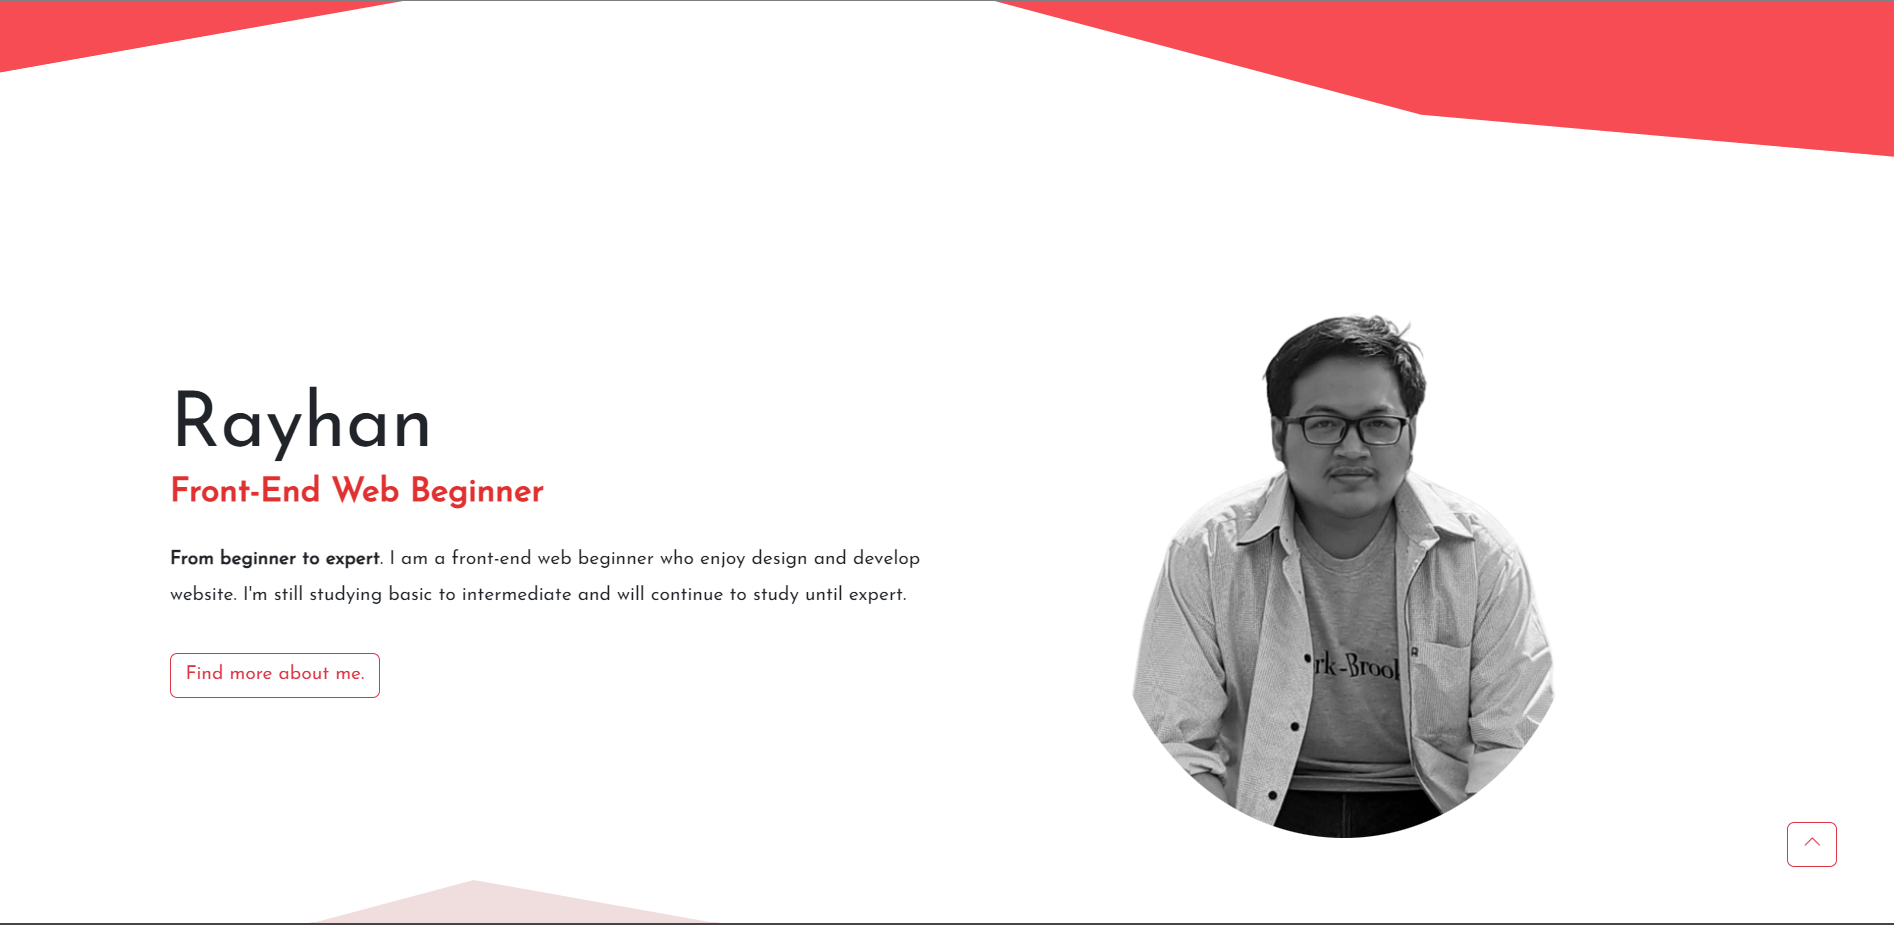 Rayhan
Front-End Web Beginner
From beginner to expert. I am a front-end web beginner who enjoy design and develop
website. I'm still studying basic to intermediate and will continue to study until expert.
rk-Brook
Find more about me.